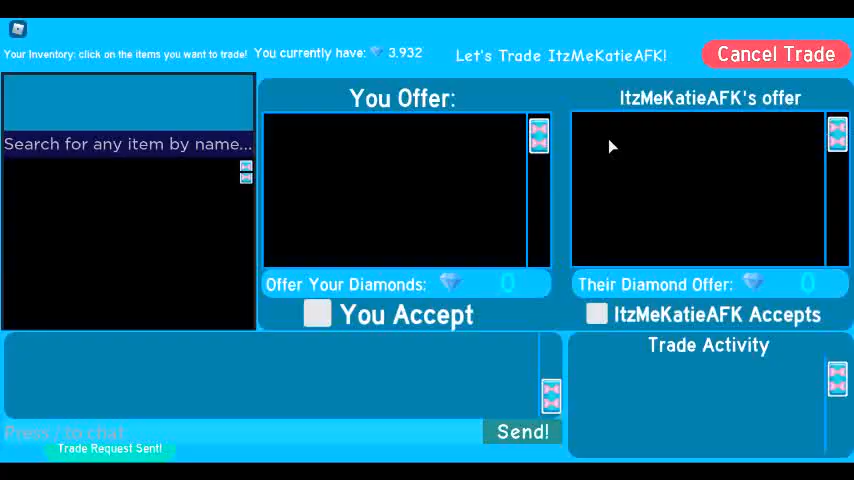 Your Inventory: click on the items you want to trade!
You currently have: 3.932
Let's Trade ItzMeKatieAFK!
Cancel Trade
Search for any item by name...
You Offer:
ItzMeKatieAFK's offer
Offer Your Diamonds: 0
Their Diamond Offer: 0
You Accept
ItzMeKatieAFK Accepts
Trade Activity
Press / to chat
Send!
Trade Request Sent!